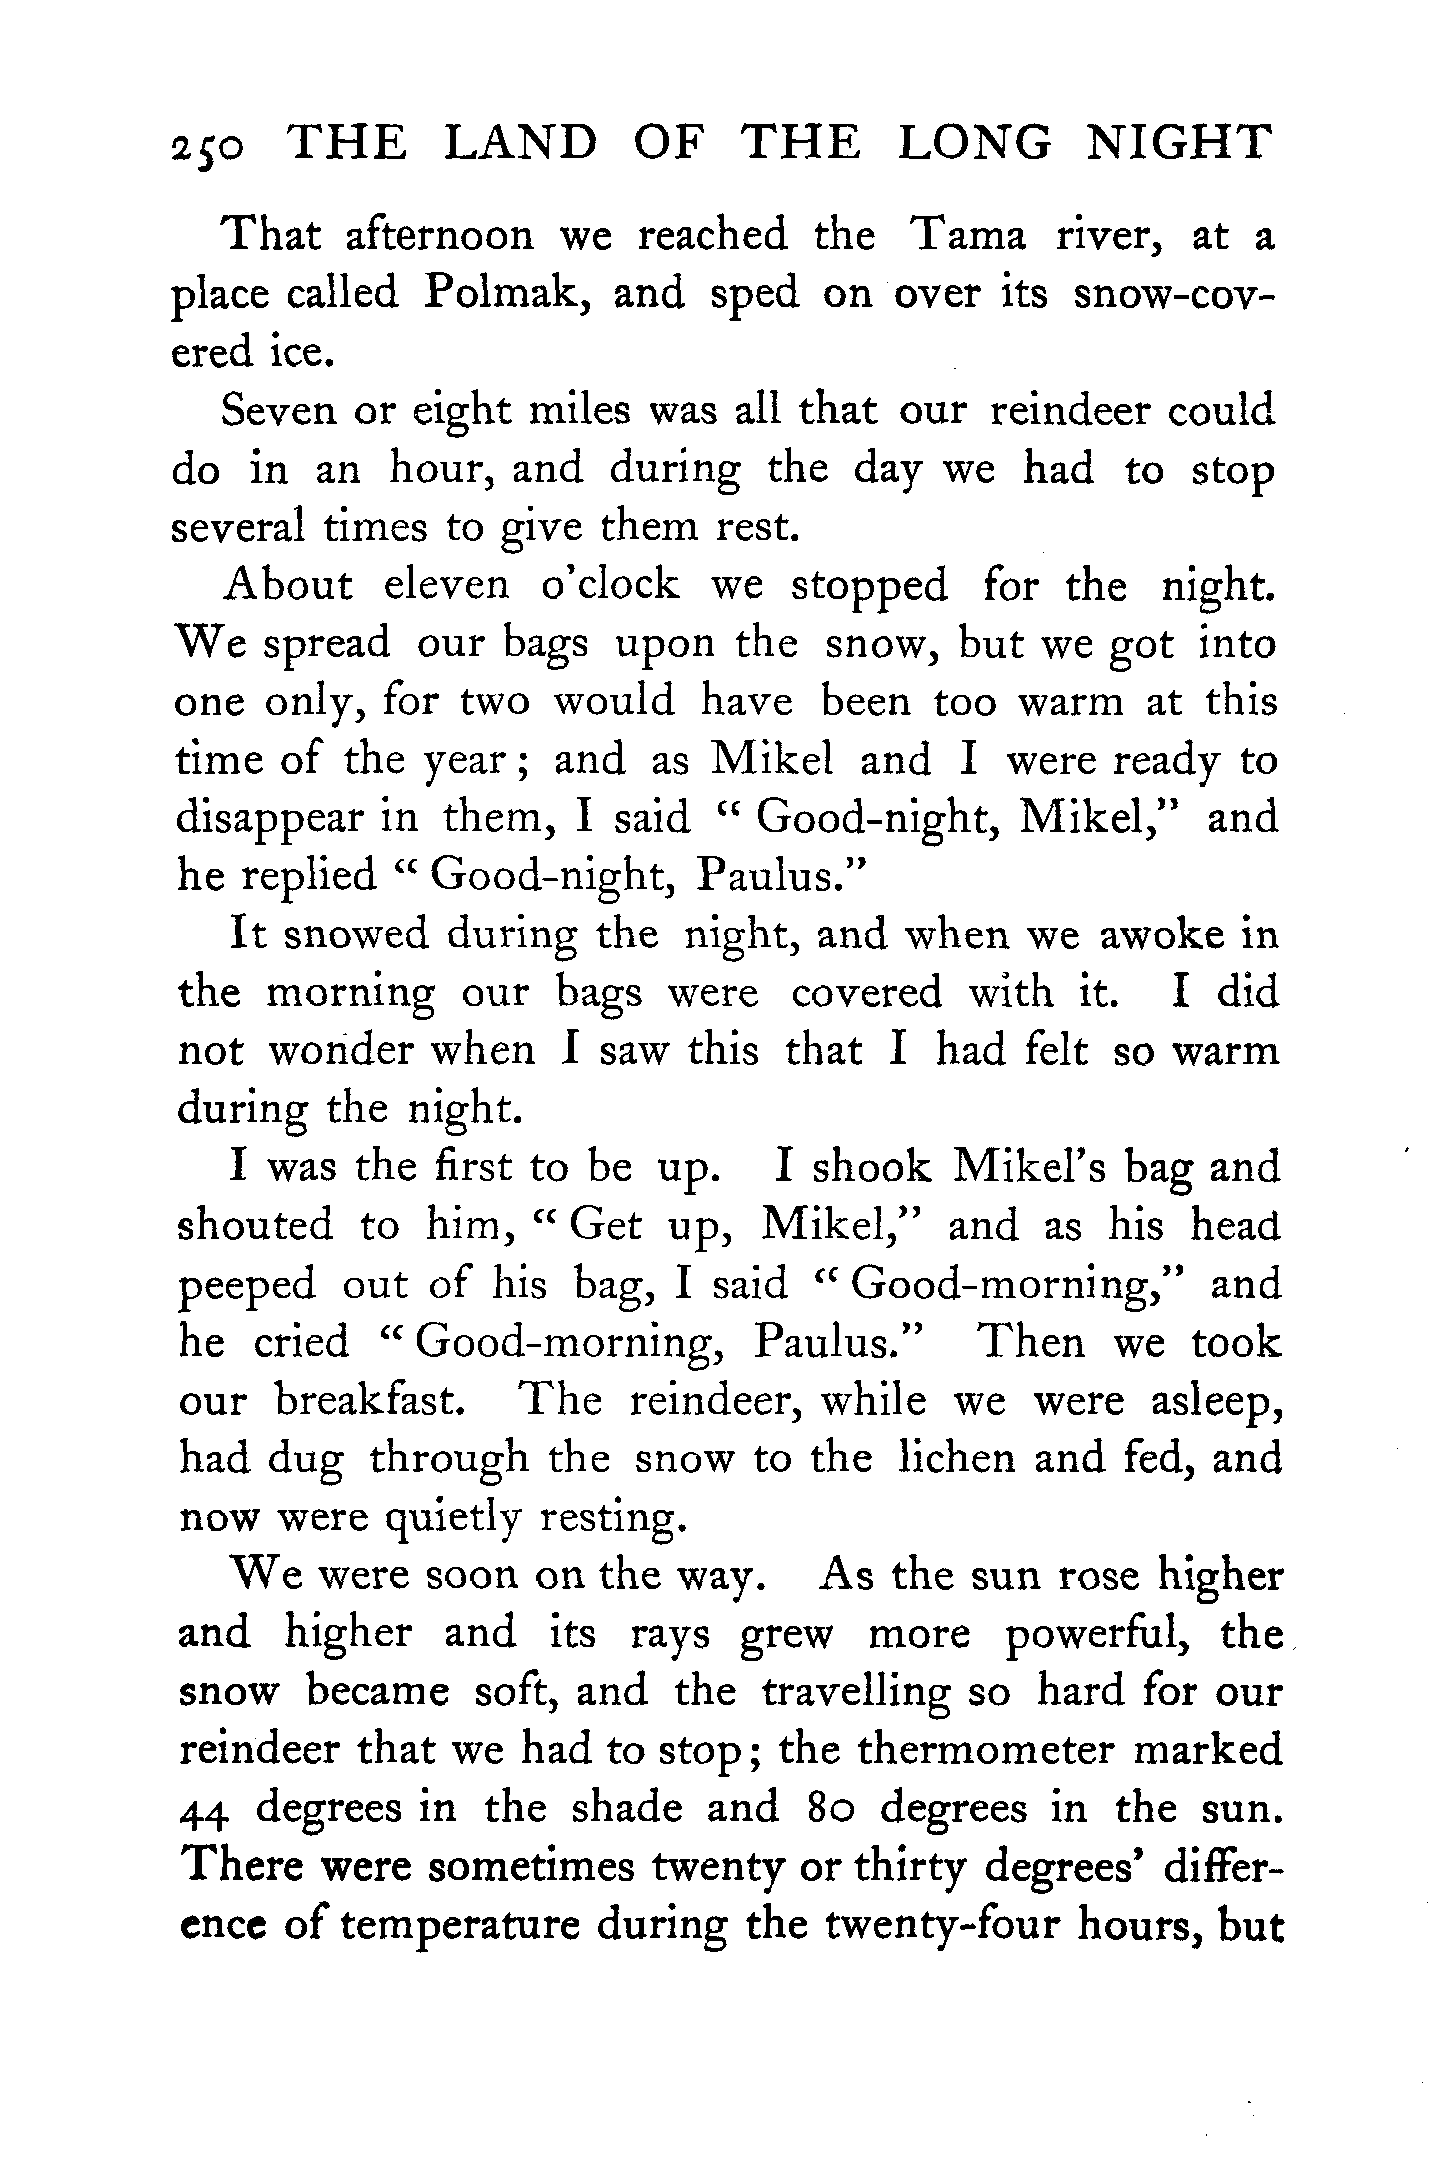 250 THE LAND OF THE LONG NIGHT
That afternoon we reached the Tama river, at a
place called Polmak, and sped on over its snow-cov-
ered ice.
Seven or eight miles was all that our reindeer could
do in an hour, and during the day we had to stop
several times to give them rest.
About eleven o'clock we stopped for the night.
We spread our bags upon the snow, but we got into
one only, for two would have been too warm at this
time of the year; and as Mikel and I were ready to
disappear in them, I said "Good-night, Mikel," and
he replied "Good-night, Paulus."
It snowed during the night, and when we awoke in
the morning our bags were covered with it. I did
not wonder when I saw this that I had felt so warm
during the night.
I was the first to be up. I shook Mikel's bag and
shouted to him, "Get up, Mikel," and as his head
peeped out of his bag, I said "Good-morning," and
he cried "Good-morning, Paulus." Then we took
our breakfast. The reindeer, while we were asleep,
had dug through the snow to the lichen and fed, and
now were quietly resting.
We were soon on the way. As the sun rose higher
and higher and its rays grew more powerful, the
snow became soft, and the travelling so hard for our
reindeer that we had to stop; the thermometer marked
44 degrees in the shade and 80 degrees in the sun.
There were sometimes twenty or thirty degrees' differ-
ence of temperature during the twenty-four hours, but